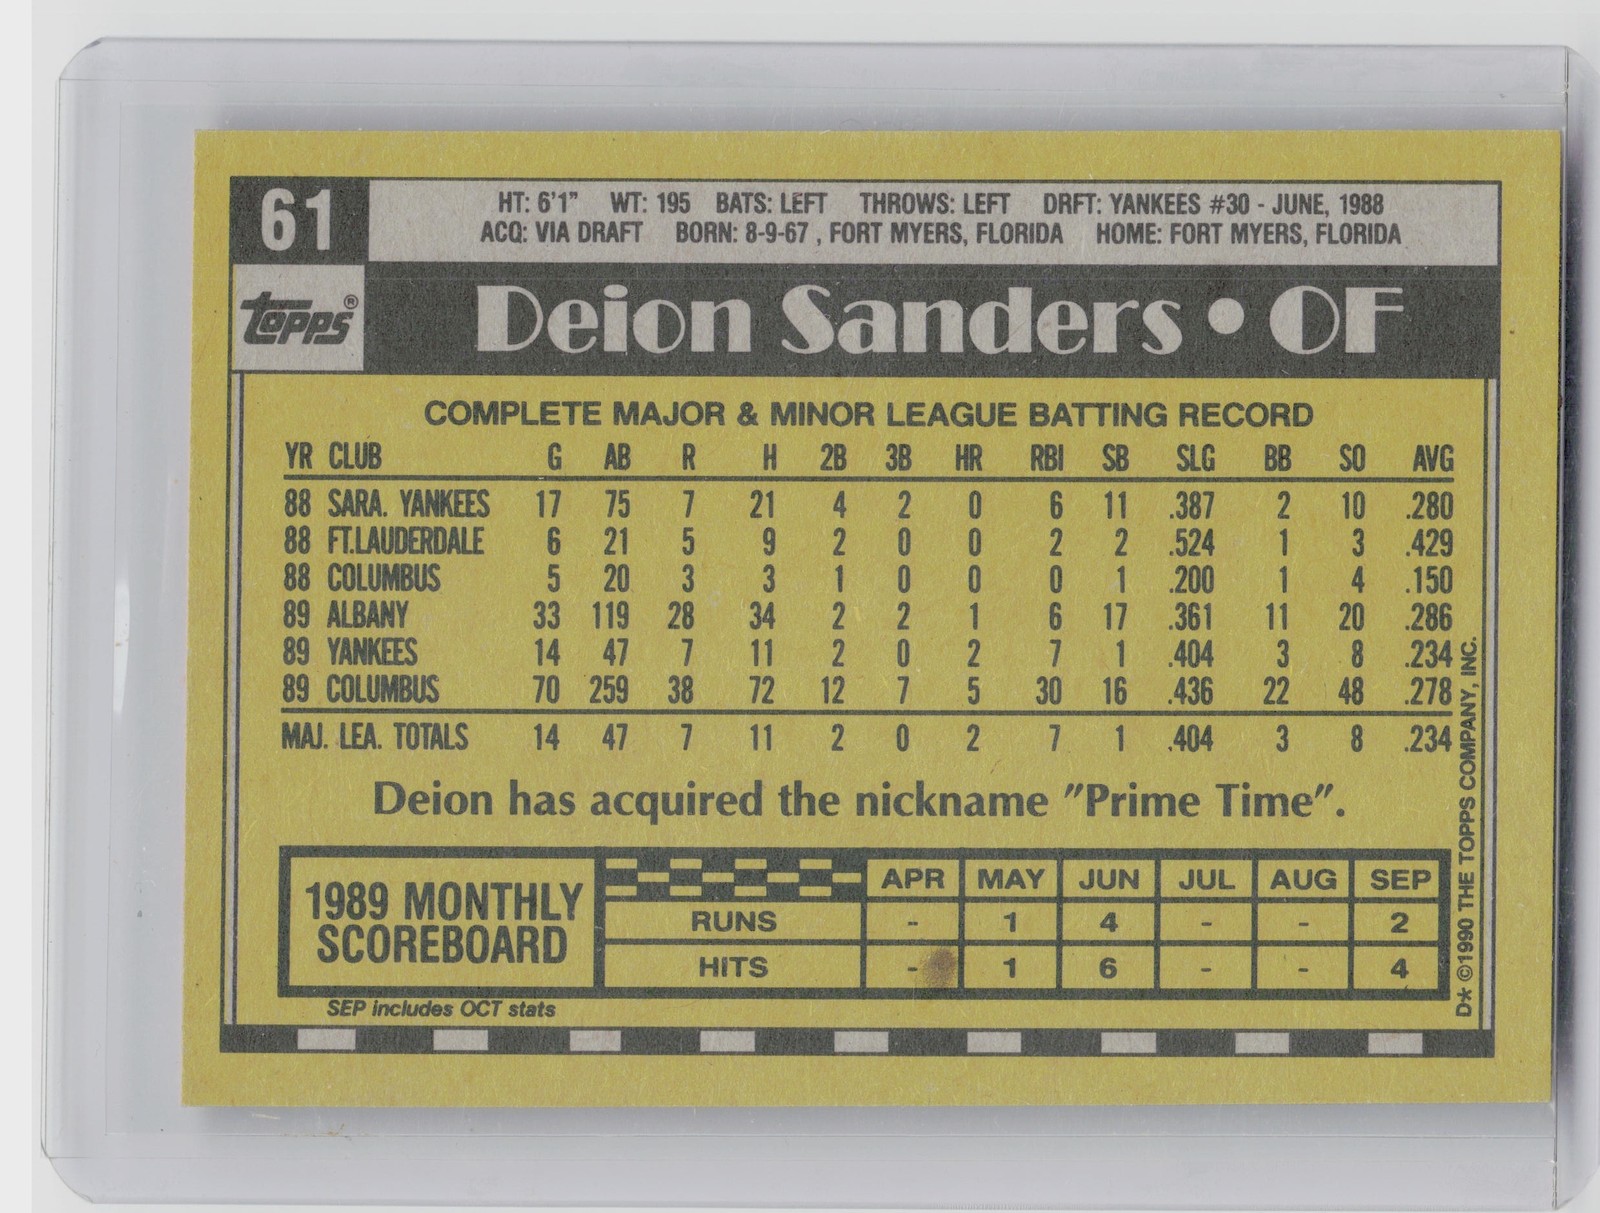 61
HT: 6'1" WT: 195 BATS: LEFT THROWS: LEFT DRFT: YANKEES #30 - JUNE, 1988
ACQ: VIA DRAFT BORN: 8-9-67 , FORT MYERS, FLORIDA HOME: FORT MYERS, FLORIDA
topps®
Deion Sanders • OF
COMPLETE MAJOR & MINOR LEAGUE BATTING RECORD
YR CLUB G AB R H 2B 3B HR RBI SB SLG BB SO AVG
88 SARA. YANKEES 17 75 7 21 4 2 0 6 11 .387 2 10 .280
88 FT.LAUDERDALE 6 21 5 9 2 0 0 2 2 .524 1 3 .429
88 COLUMBUS 5 20 3 3 1 0 0 0 1 .200 1 4 .150
89 ALBANY 33 119 28 34 2 2 1 6 17 .361 11 20 .286
89 YANKEES 14 47 7 11 2 0 2 7 1 .404 3 8 .234
89 COLUMBUS 70 259 38 72 12 7 5 30 16 .436 22 48 .278
MAJ. LEA. TOTALS 14 47 7 11 2 0 2 7 1 .404 3 8 .234
Deion has acquired the nickname "Prime Time".
1989 MONTHLY
SCOREBOARD
APR MAY JUN JUL AUG SEP
RUNS - 1 4 - - 2
HITS - 1 6 - - 4
SEP includes OCT stats
D* ©1990 THE TOPPS COMPANY, INC.